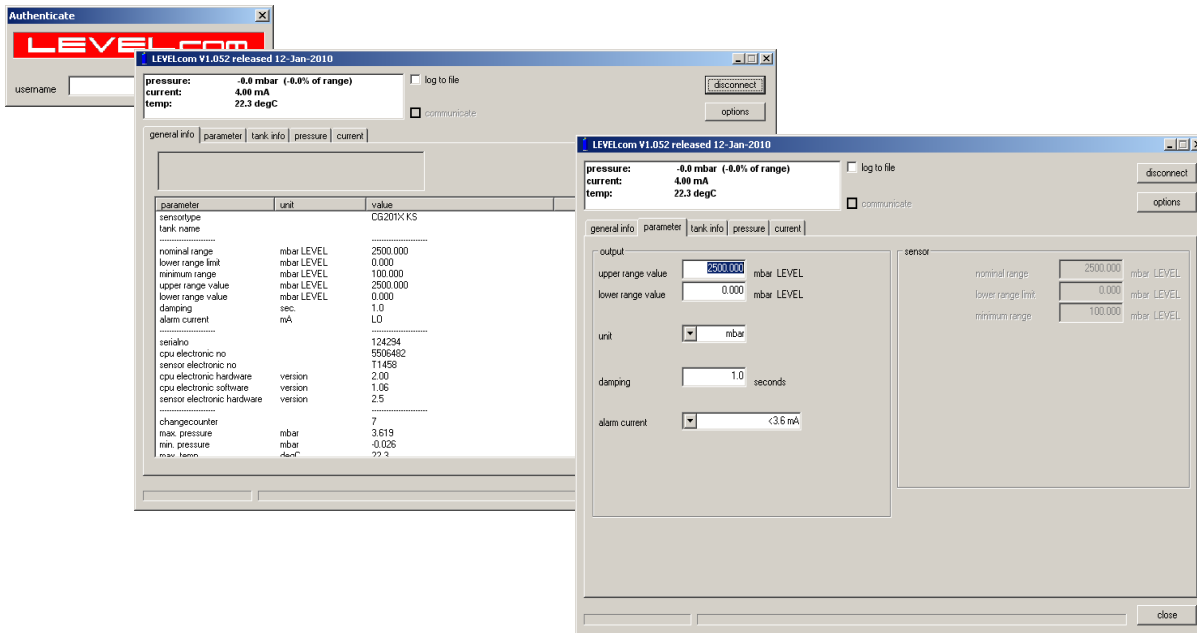 Authenticate
LEVELcom
username
LEVELcom V1.052 released 12-Jan-2010
pressure: -0.0 mbar (-0.0% of range)
current: 4.00 mA
temp: 22.3 degC
log to file
communicate
disconnect
options
general info parameter tank info pressure current
parameter unit value
sensortype CG201X KS
tank name
---------------------- ----------------------
nominal range mbar LEVEL 2500.000
lower range limit mbar LEVEL 0.000
minimum range mbar LEVEL 100.000
upper range value mbar LEVEL 2500.000
lower range value mbar LEVEL 0.000
damping sec. 1.0
alarm current mA LO
---------------------- ----------------------
serialno 124294
cpu electronic no 5506482
sensor electronic no T1458
cpu electronic hardware version 2.00
cpu electronic software version 1.06
sensor electronic hardware version 2.5
---------------------- ----------------------
changecounter 7
max. pressure mbar 3.619
min. pressure mbar -0.026
max. temp degC 22.3
LEVELcom V1.052 released 12-Jan-2010
pressure: -0.0 mbar (-0.0% of range)
current: 4.00 mA
temp: 22.3 degC
log to file
communicate
disconnect
options
general info parameter tank info pressure current
output
upper range value 2500.000 mbar LEVEL
lower range value 0.000 mbar LEVEL
unit mbar
damping 1.0 seconds
alarm current <3.6 mA
sensor
nominal range 2500.000 mbar LEVEL
lower range limit 0.000 mbar LEVEL
minimum range 100.000 mbar LEVEL
close